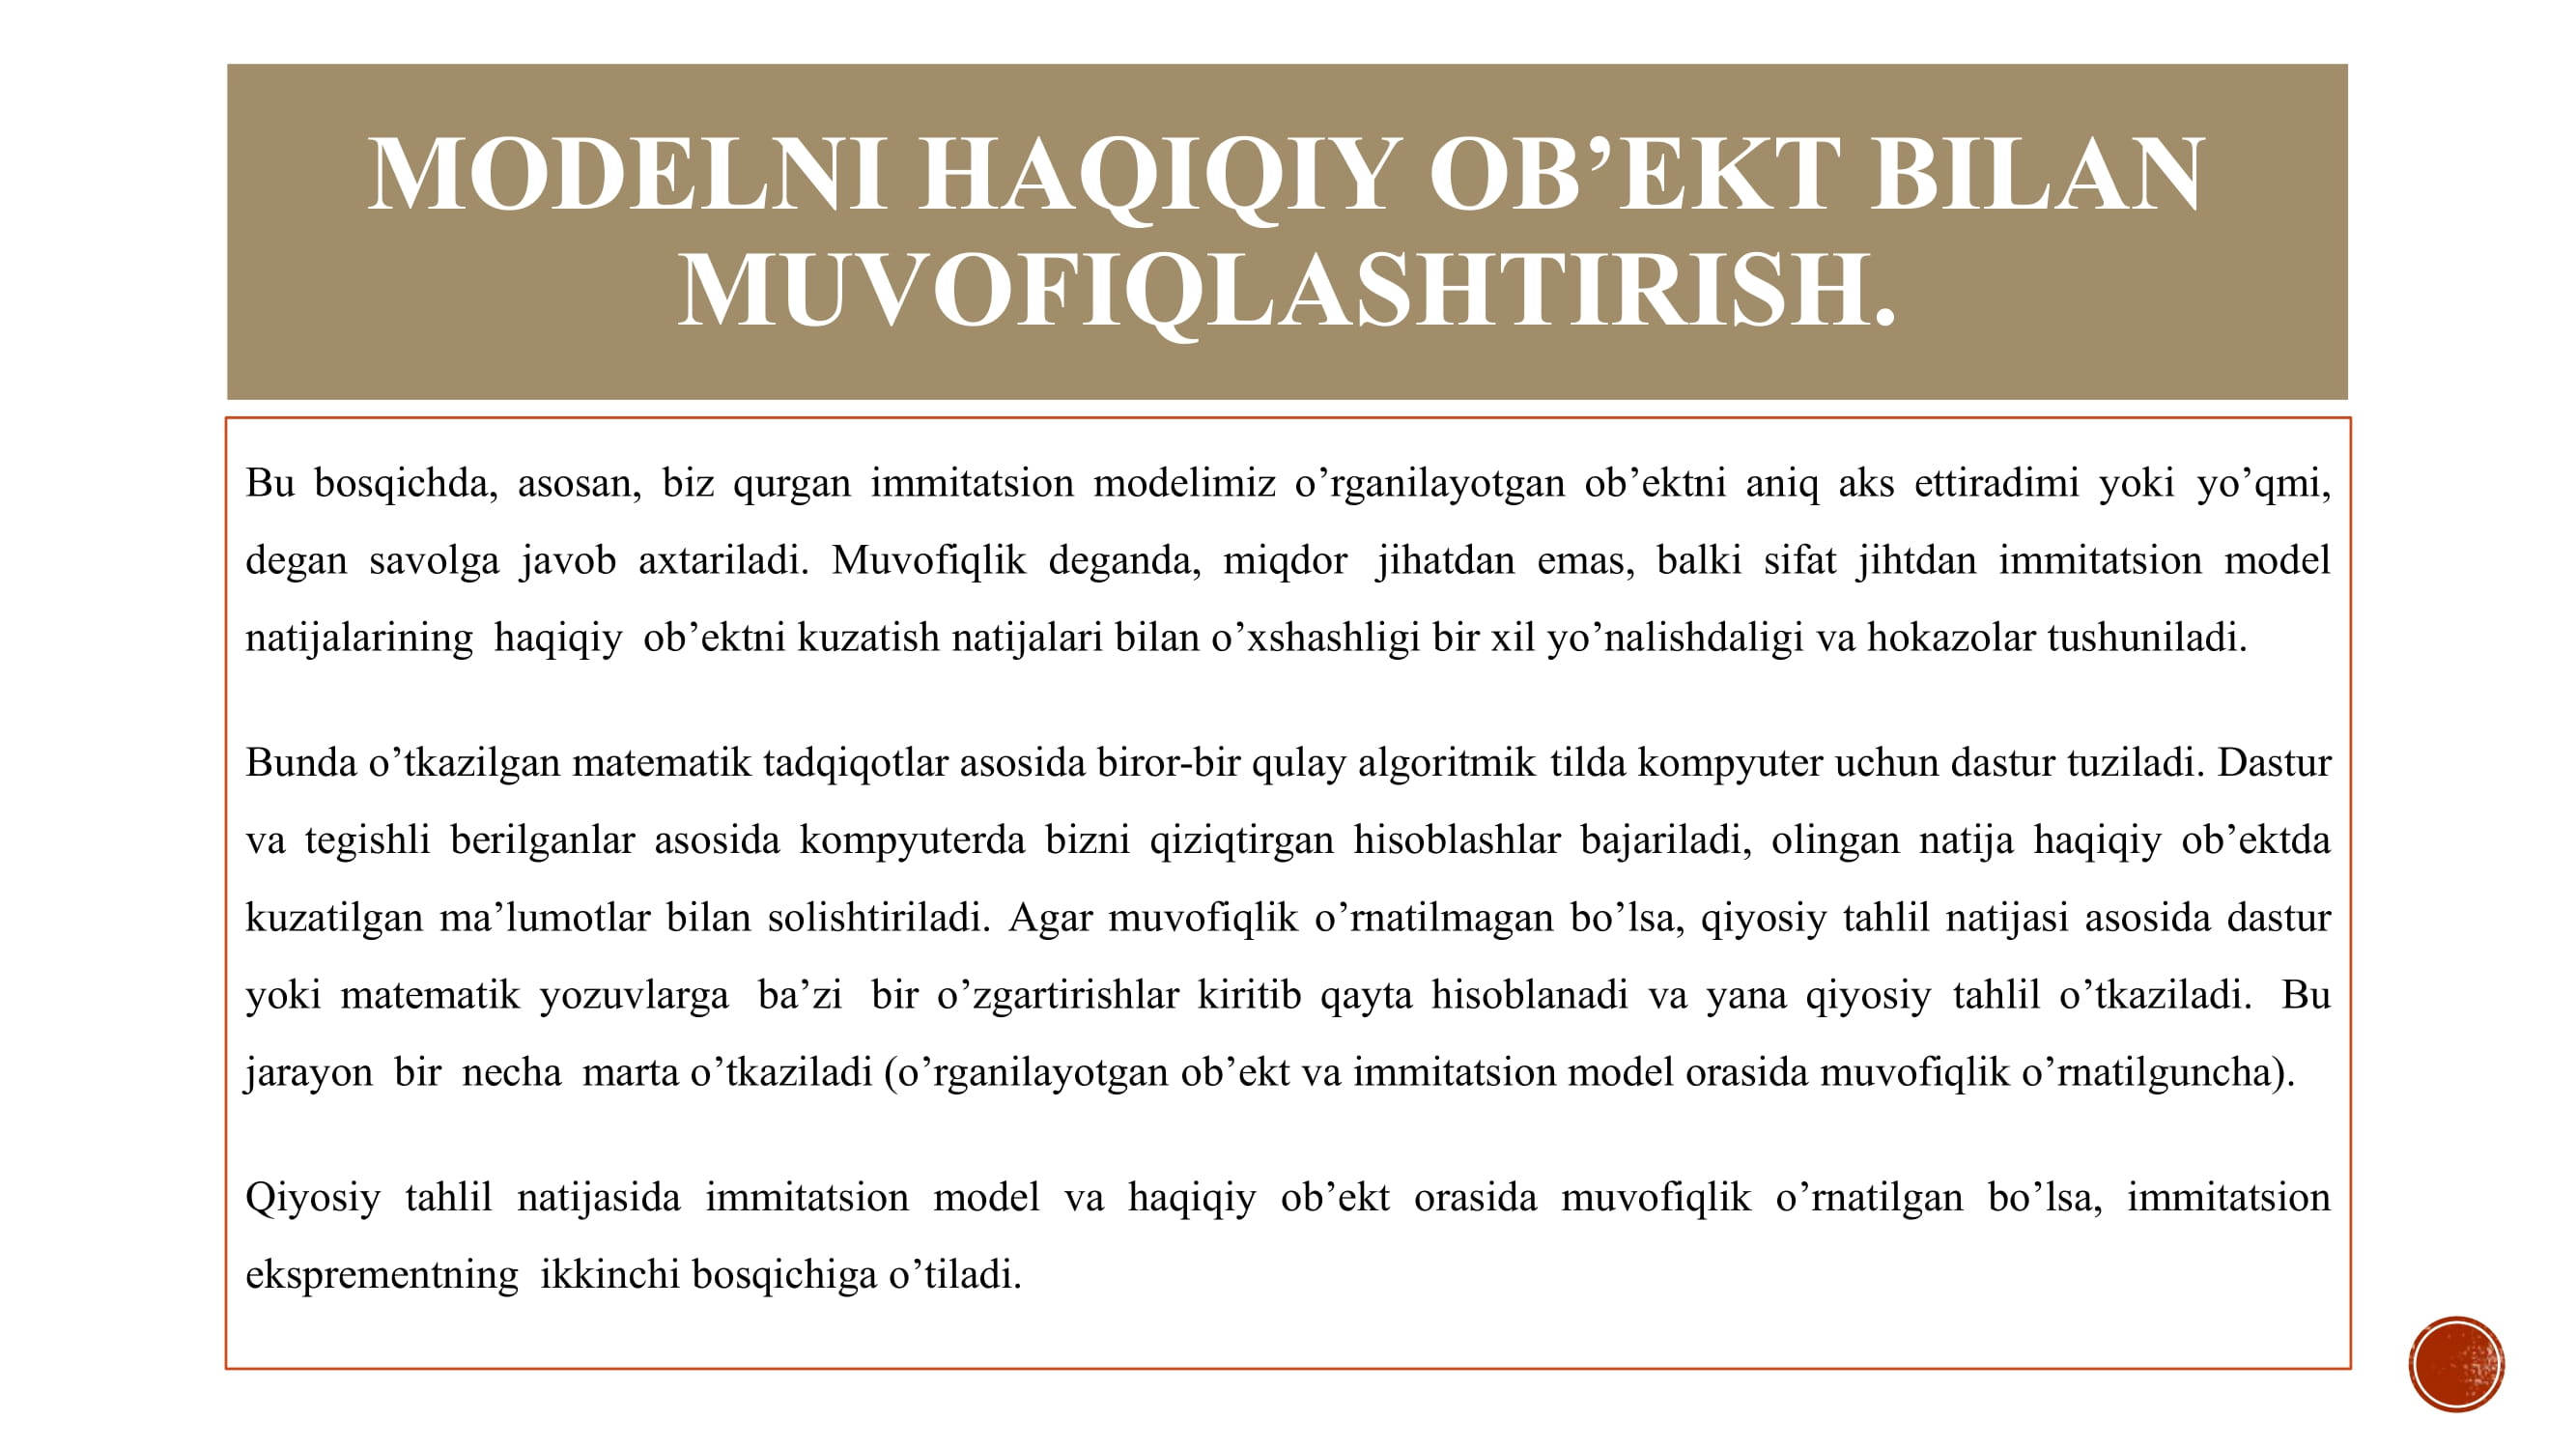 MODELNI HAQIQIY OB’EKT BILAN
MUVOFIQLASHTIRISH.
Bu bosqichda, asosan, biz qurgan immitatsion modelimiz o’rganilayotgan ob’ektni aniq aks ettiradimi yoki yo’qmi,
degan savolga javob axtariladi. Muvofiqlik deganda, miqdor jihatdan emas, balki sifat jihtdan immitatsion model
natijalarining haqiqiy ob’ektni kuzatish natijalari bilan o’xshashligi bir xil yo’nalishdaligi va hokazolar tushuniladi.
Bunda o’tkazilgan matematik tadqiqotlar asosida biror-bir qulay algoritmik tilda kompyuter uchun dastur tuziladi. Dastur
va tegishli berilganlar asosida kompyuterda bizni qiziqtirgan hisoblashlar bajariladi, olingan natija haqiqiy ob’ektda
kuzatilgan ma’lumotlar bilan solishtiriladi. Agar muvofiqlik o’rnatilmagan bo’lsa, qiyosiy tahlil natijasi asosida dastur
yoki matematik yozuvlarga ba’zi bir o’zgartirishlar kiritib qayta hisoblanadi va yana qiyosiy tahlil o’tkaziladi. Bu
jarayon bir necha marta o’tkaziladi (o’rganilayotgan ob’ekt va immitatsion model orasida muvofiqlik o’rnatilguncha).
Qiyosiy tahlil natijasida immitatsion model va haqiqiy ob’ekt orasida muvofiqlik o’rnatilgan bo’lsa, immitatsion
eksprementning ikkinchi bosqichiga o’tiladi.